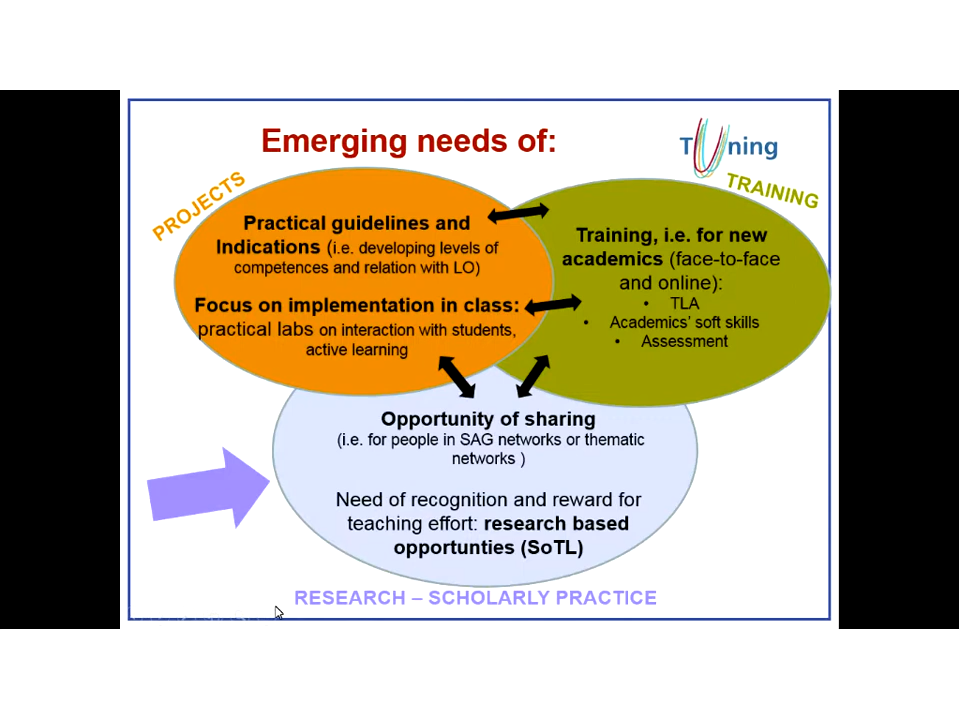 Emerging needs of:
TUning
PROJECTS
TRAINING
Practical guidelines and
Indications (i.e. developing levels of
competences and relation with LO)
Focus on implementation in class:
practical labs on interaction with students,
active learning
Training, i.e. for new
academics (face-to-face
and online):
• TLA
• Academics' soft skills
• Assessment
Opportunity of sharing
(i.e. for people in SAG networks or thematic
networks )
Need of recognition and reward for
teaching effort: research based
opportunties (SoTL)
RESEARCH – SCHOLARLY PRACTICE